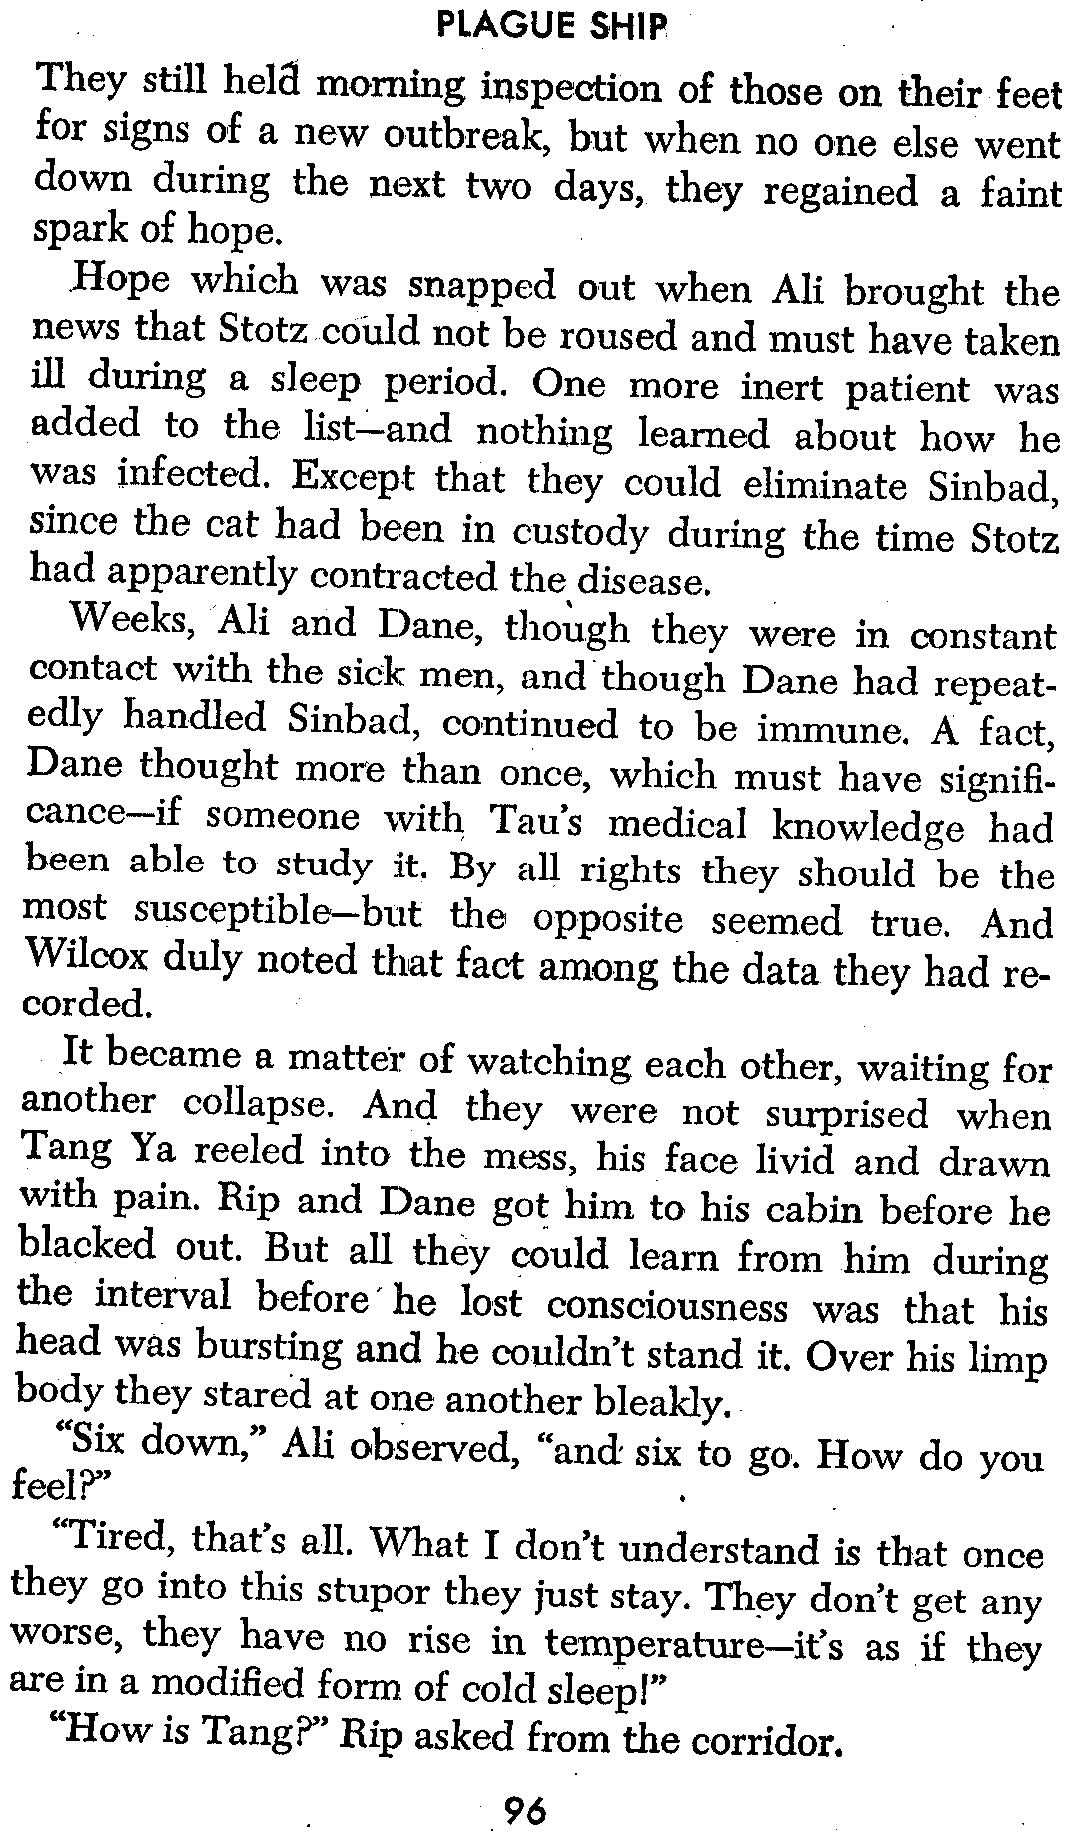 PLAGUE SHIP
They still held morning inspection of those on their feet
for signs of a new outbreak, but when no one else went
down during the next two days, they regained a faint
spark of hope.
Hope which was snapped out when Ali brought the
news that Stotz could not be roused and must have taken
ill during a sleep period. One more inert patient was
added to the list—and nothing learned about how he
was infected. Except that they could eliminate Sinbad,
since the cat had been in custody during the time Stotz
had apparently contracted the disease.
Weeks, Ali and Dane, though they were in constant
contact with the sick men, and though Dane had repeat-
edly handled Sinbad, continued to be immune. A fact,
Dane thought more than once, which must have signifi-
cance—if someone with Tau's medical knowledge had
been able to study it. By all rights they should be the
most susceptible—but the opposite seemed true. And
Wilcox duly noted that fact among the data they had re-
corded.
It became a matter of watching each other, waiting for
another collapse. And they were not surprised when
Tang Ya reeled into the mess, his face livid and drawn
with pain. Rip and Dane got him to his cabin before he
blacked out. But all they could learn from him during
the interval before he lost consciousness was that his
head was bursting and he couldn't stand it. Over his limp
body they stared at one another bleakly.
“Six down,” Ali observed, “and six to go. How do you
feel?”
“Tired, that's all. What I don't understand is that once
they go into this stupor they just stay. They don't get any
worse, they have no rise in temperature—it's as if they
are in a modified form of cold sleep!”
“How is Tang?” Rip asked from the corridor.
96